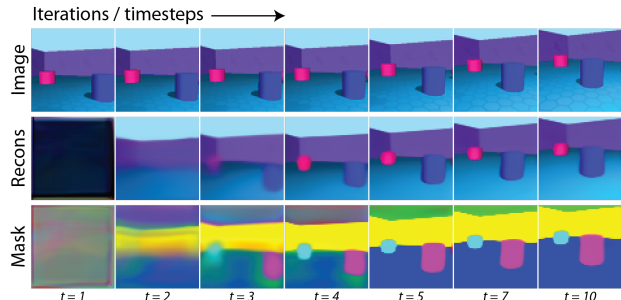 Iterations / timesteps
Image
Recons
Mask
t = 1 t = 2 t = 3 t = 4 t = 5 t = 7 t = 10